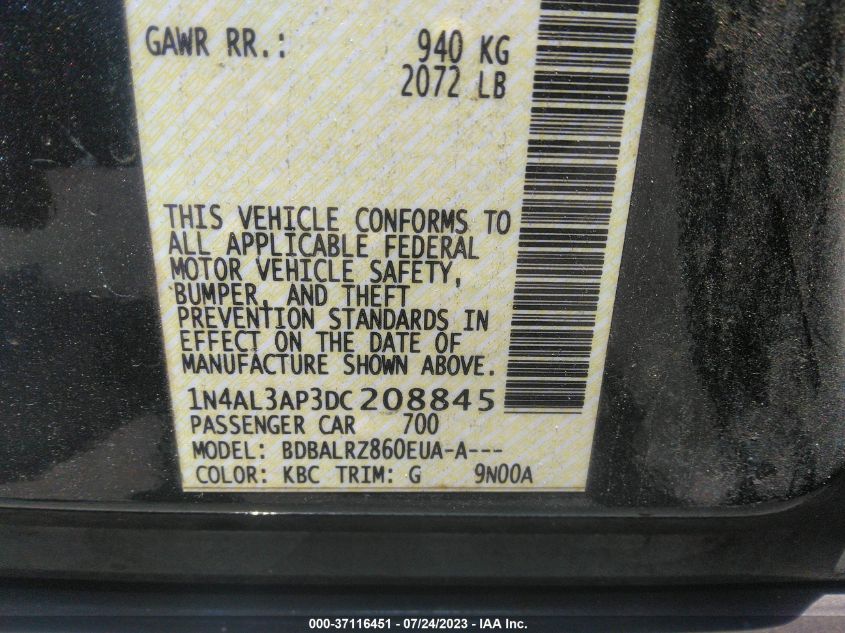 GAWR RR.: 940 KG
2072 LB
THIS VEHICLE CONFORMS TO
ALL APPLICABLE FEDERAL
MOTOR VEHICLE SAFETY,
BUMPER, AND THEFT
PREVENTION STANDARDS IN
EFFECT ON THE DATE OF
MANUFACTURE SHOWN ABOVE.
1N4AL3AP3DC208845
PASSENGER CAR 700
MODEL: BDBALRZ860EUA-A---
COLOR: KBC TRIM: G 9N00A
000-37116451 / 07/24/2023 - IAA Inc.